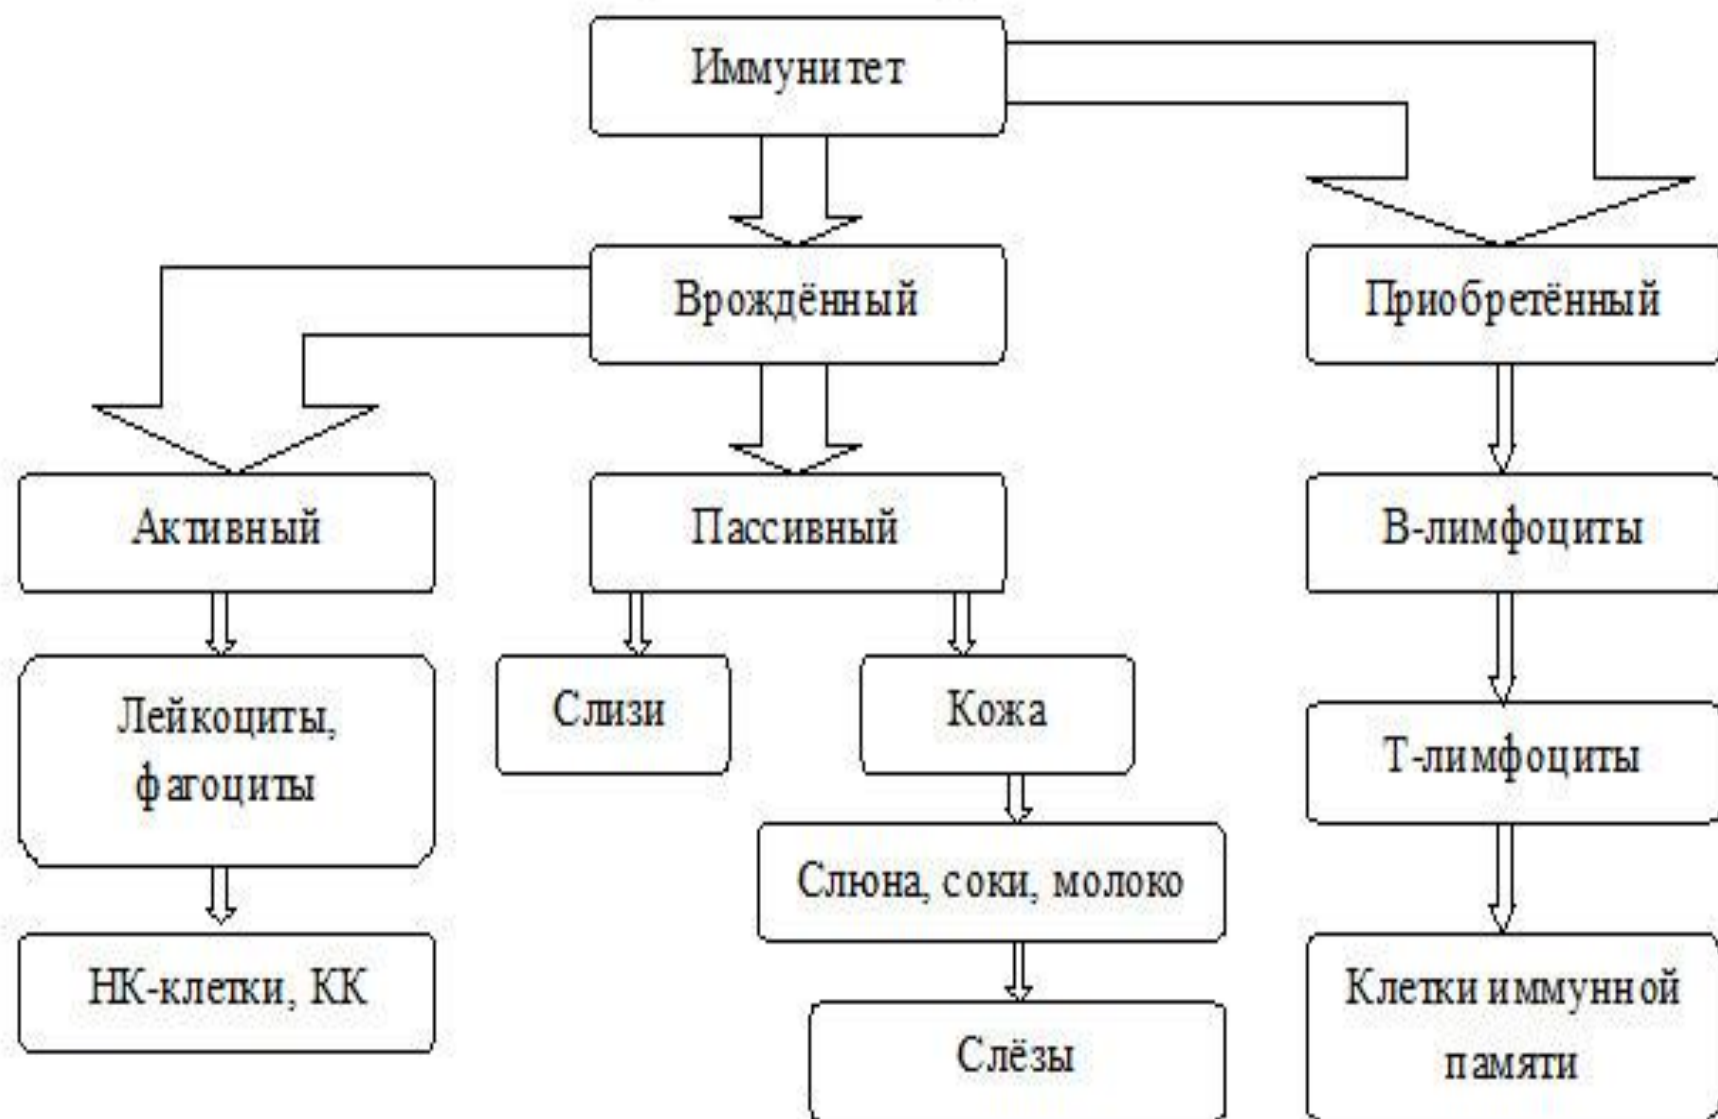 Иммунитет
Врождённый
Приобретённый
Активный
Пассивный
В-лимфоциты
Лейкоциты,
фагоциты
Слизи
Кожа
Т-лимфоциты
Слюна, соки, молоко
НК-клетки, КК
Слёзы
Клетки иммунной
памяти